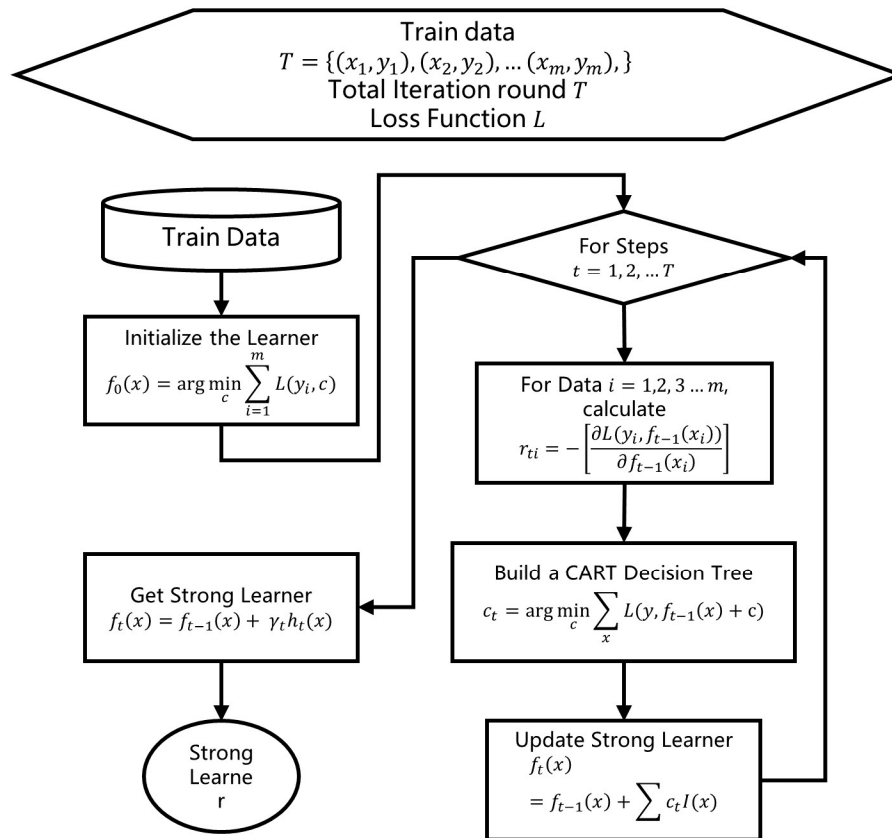 Train data
T = {(x₁, y₁), (x₂, y₂), … (xₘ, yₘ), }
Total Iteration round T
Loss Function L
Train Data
Initialize the Learner
f₀(x) = arg min_c ∑_{i=1}^{m} L(yᵢ, c)
For Steps
t = 1, 2, … T
For Data i = 1,2, 3 … m,
calculate
r_{ti} = − [∂L(yᵢ, f_{t−1}(xᵢ)) / ∂f_{t−1}(xᵢ)]
Build a CART Decision Tree
c_t = arg min_c ∑_x L(y, f_{t−1}(x) + c)
Update Strong Learner
f_t(x)
= f_{t−1}(x) + ∑ c_t I(x)
Get Strong Learner
f_t(x) = f_{t−1}(x) + γ_t h_t(x)
Strong
Learne
r